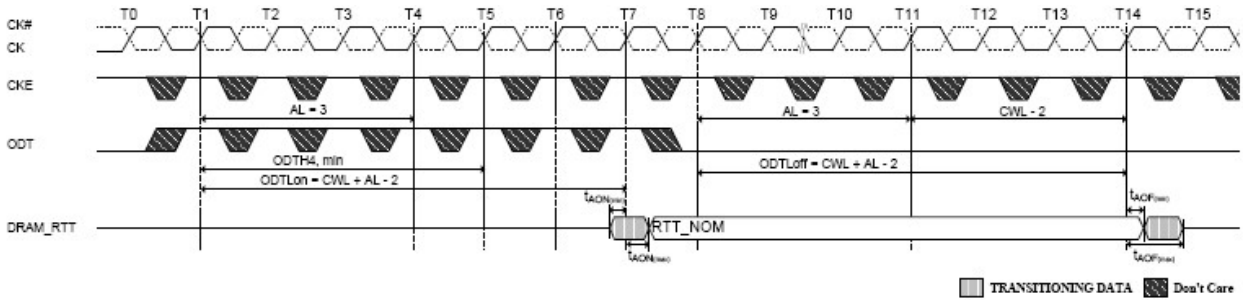 T0 T1 T2 T3 T4 T5 T6 T7 T8 T9 T10 T11 T12 T13 T14 T15
CK#
CK
CKE
AL = 3 AL = 3 CWL - 2
ODT
ODTH4, min
ODTLon = CWL + AL - 2 ODTLoff = CWL + AL - 2
tAON(min) tAOF(min)
DRAM_RTT RTT_NOM
tAON(max) tAOF(max)
TRANSITIONING DATA Don't Care